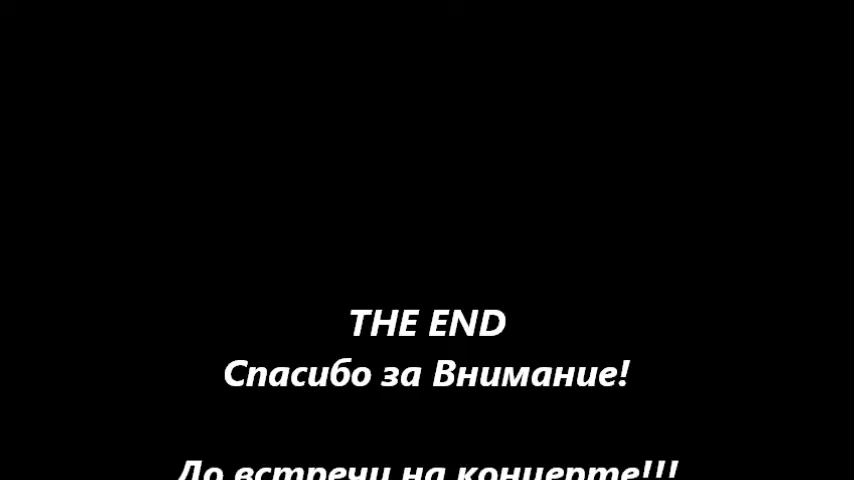 THE END
Спасибо за Внимание!
До встречи на концерте!!!